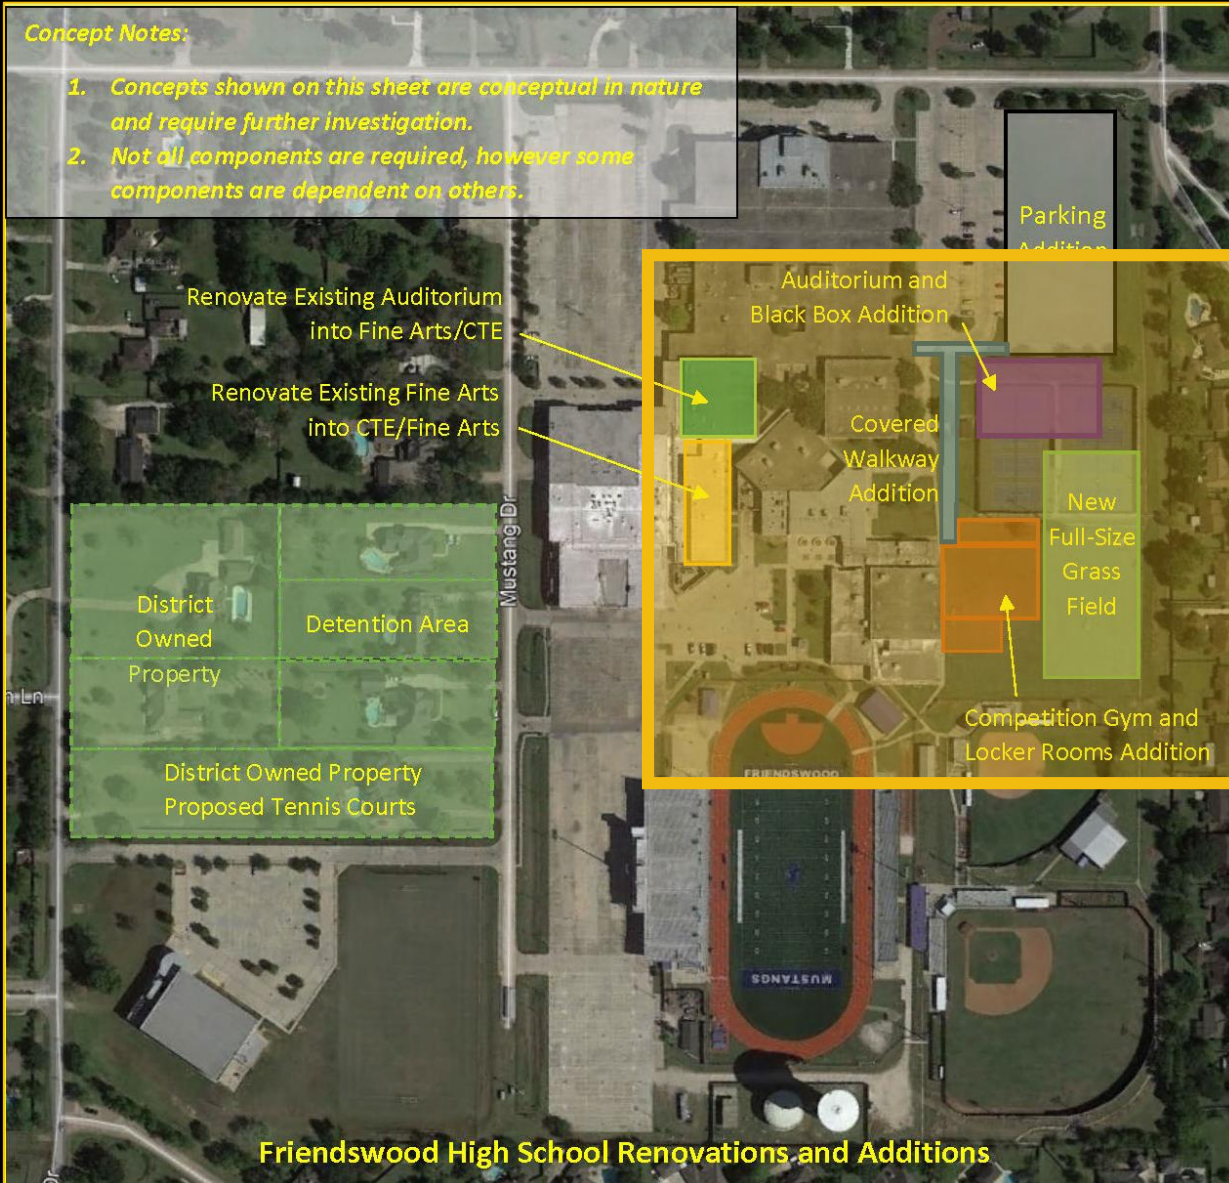 Concept Notes:
1. Concepts shown on this sheet are conceptual in nature
and require further investigation.
2. Not all components are required, however some
components are dependent on others.
Parking
Addition
Auditorium and
Black Box Addition
Renovate Existing Auditorium
into Fine Arts/CTE
Renovate Existing Fine Arts
into CTE/Fine Arts
Covered
Walkway
Addition
New
Full-Size
Grass
Field
Mustang Dr
District
Owned
Property
Detention Area
n Ln
Competition Gym and
Locker Rooms Addition
District Owned Property
Proposed Tennis Courts
FRIENDSWOOD
MUSTANGS
Friendswood High School Renovations and Additions
Dr